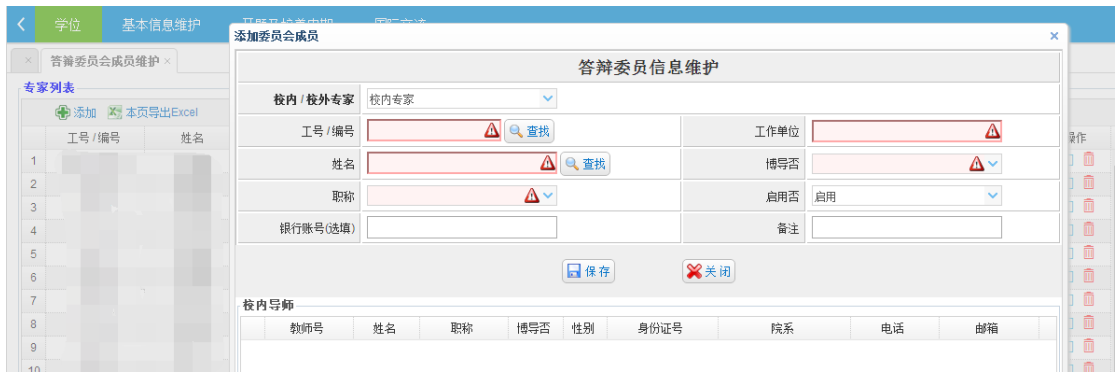 学位 基本信息维护
答辩委员会成员维护
专家列表
添加 本页导出Excel
工号/编号 姓名 操作
1
2
3
4
5
6
7
8
9
10
添加委员会成员
答辩委员信息维护
校内/校外专家 校内专家
工号/编号 查找 工作单位
姓名 查找 博导否
职称 启用否 启用
银行账号(选填) 备注
保存 关闭
校内导师
教师号 姓名 职称 博导否 性别 身份证号 院系 电话 邮箱